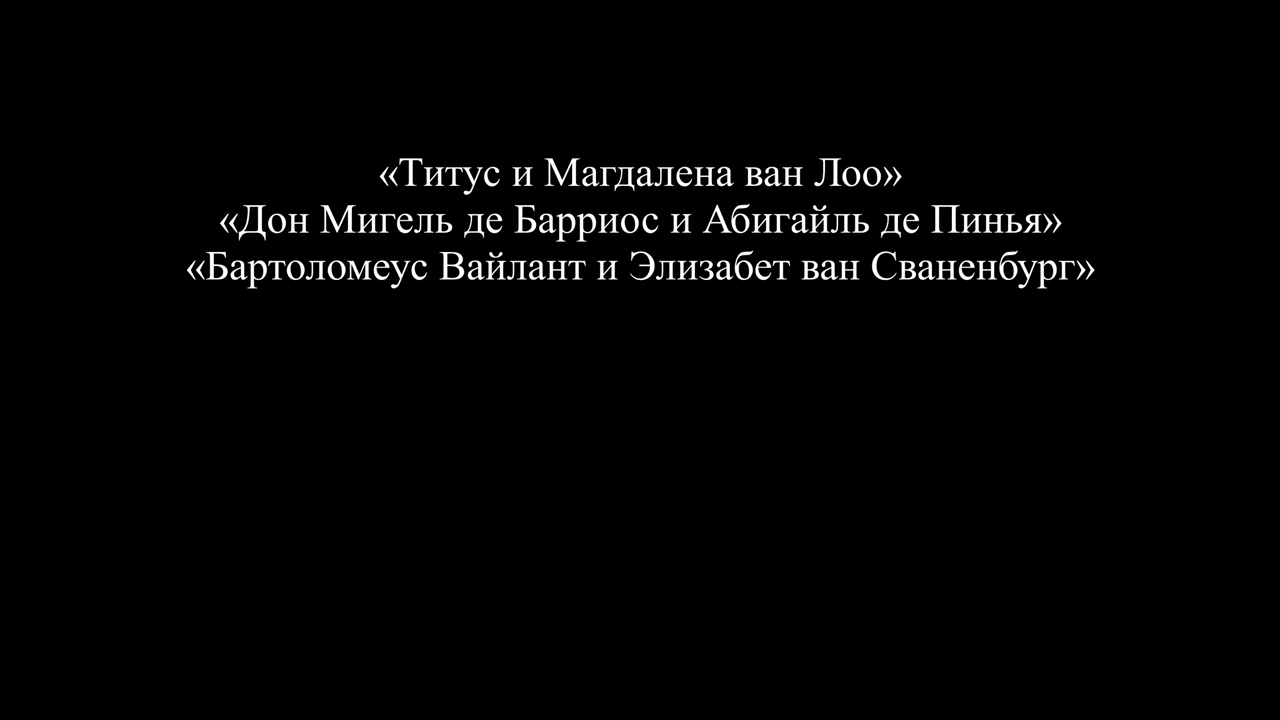 «Титус и Магдалена ван Лоо»
«Дон Мигель де Барриос и Абигайль де Пинья»
«Бартоломеус Вайлант и Элизабет ван Сваненбург»